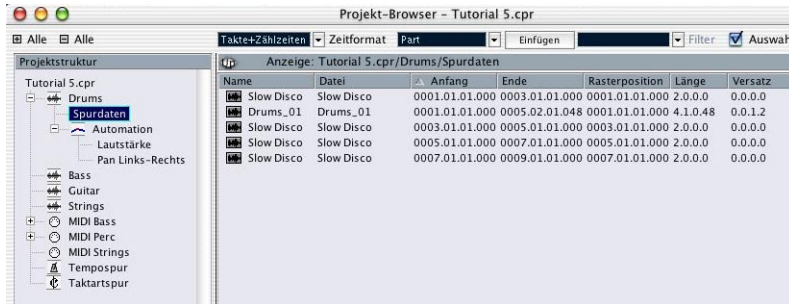 Projekt-Browser – Tutorial 5.cpr
Alle Alle Takte+Zählzeiten Zeitformat Part Einfügen Filter Auswah
Projektstruktur
Anzeige: Tutorial 5.cpr/Drums/Spurdaten
Tutorial 5.cpr
Drums
Spurdaten
Automation
Lautstärke
Pan Links-Rechts
Bass
Guitar
Strings
MIDI Bass
MIDI Perc
MIDI Strings
Tempospur
Taktartspur
Name Datei Anfang Ende Rasterposition Länge Versatz
Slow Disco Slow Disco 0001.01.01.000 0003.01.01.000 0001.01.01.000 2.0.0.0 0.0.0.0
Drums_01 Drums_01 0001.01.01.000 0005.02.01.048 0001.01.01.000 4.1.0.48 0.0.1.2
Slow Disco Slow Disco 0003.01.01.000 0005.01.01.000 0003.01.01.000 2.0.0.0 0.0.0.0
Slow Disco Slow Disco 0005.01.01.000 0007.01.01.000 0005.01.01.000 2.0.0.0 0.0.0.0
Slow Disco Slow Disco 0007.01.01.000 0009.01.01.000 0007.01.01.000 2.0.0.0 0.0.0.0